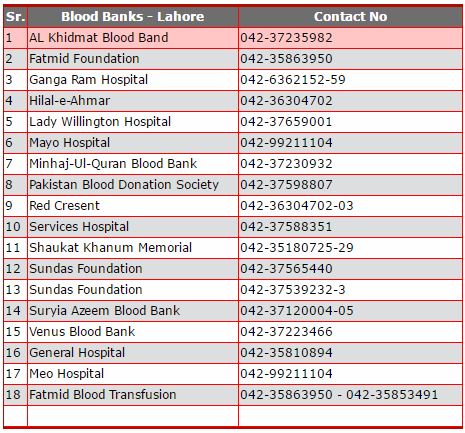 Sr. Blood Banks - Lahore Contact No
1 AL Khidmat Blood Band 042-37235982
2 Fatmid Foundation 042-35863950
3 Ganga Ram Hospital 042-6362152-59
4 Hilal-e-Ahmar 042-36304702
5 Lady Willington Hospital 042-37659001
6 Mayo Hospital 042-99211104
7 Minhaj-Ul-Quran Blood Bank 042-37230932
8 Pakistan Blood Donation Society 042-37598807
9 Red Cresent 042-36304702-03
10 Services Hospital 042-37588351
11 Shaukat Khanum Memorial 042-35180725-29
12 Sundas Foundation 042-37565440
13 Sundas Foundation 042-37539232-3
14 Suryia Azeem Blood Bank 042-37120004-05
15 Venus Blood Bank 042-37223466
16 General Hospital 042-35810894
17 Meo Hospital 042-99211104
18 Fatmid Blood Transfusion 042-35863950 - 042-35853491